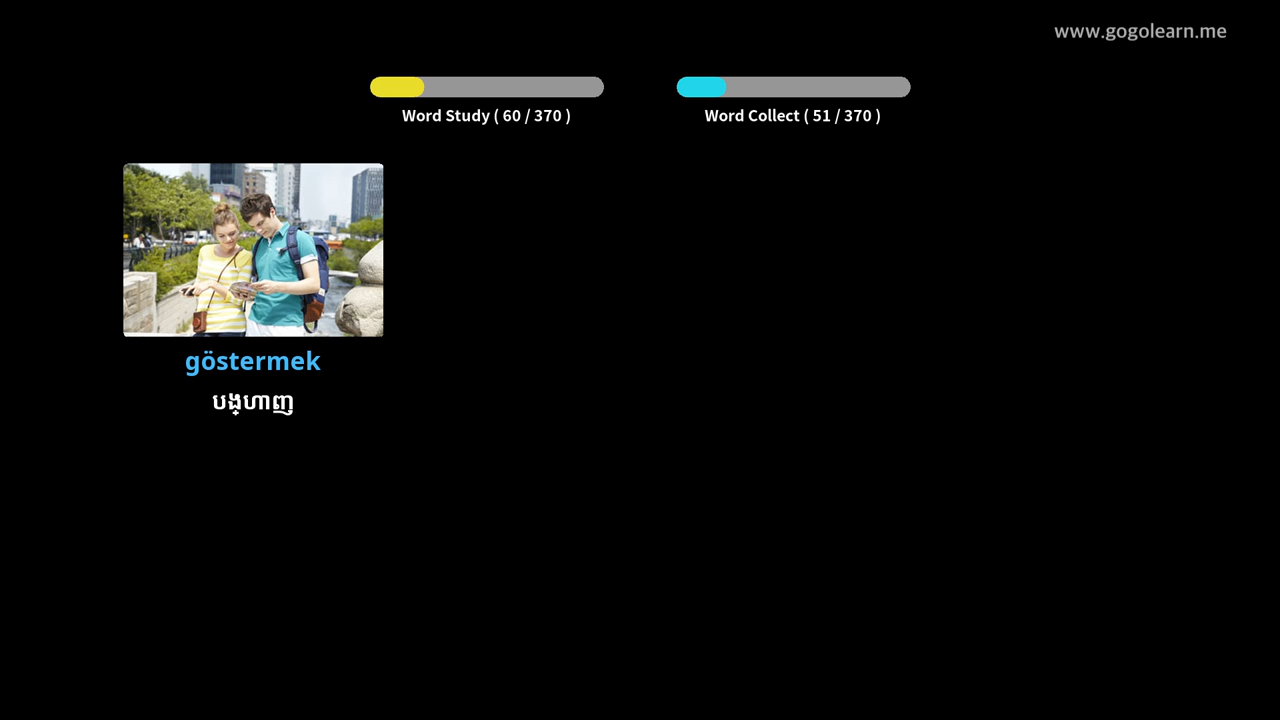 www.gogolearn.me
Word Study ( 60 / 370 )
Word Collect ( 51 / 370 )
göstermek
បង្ហាញ